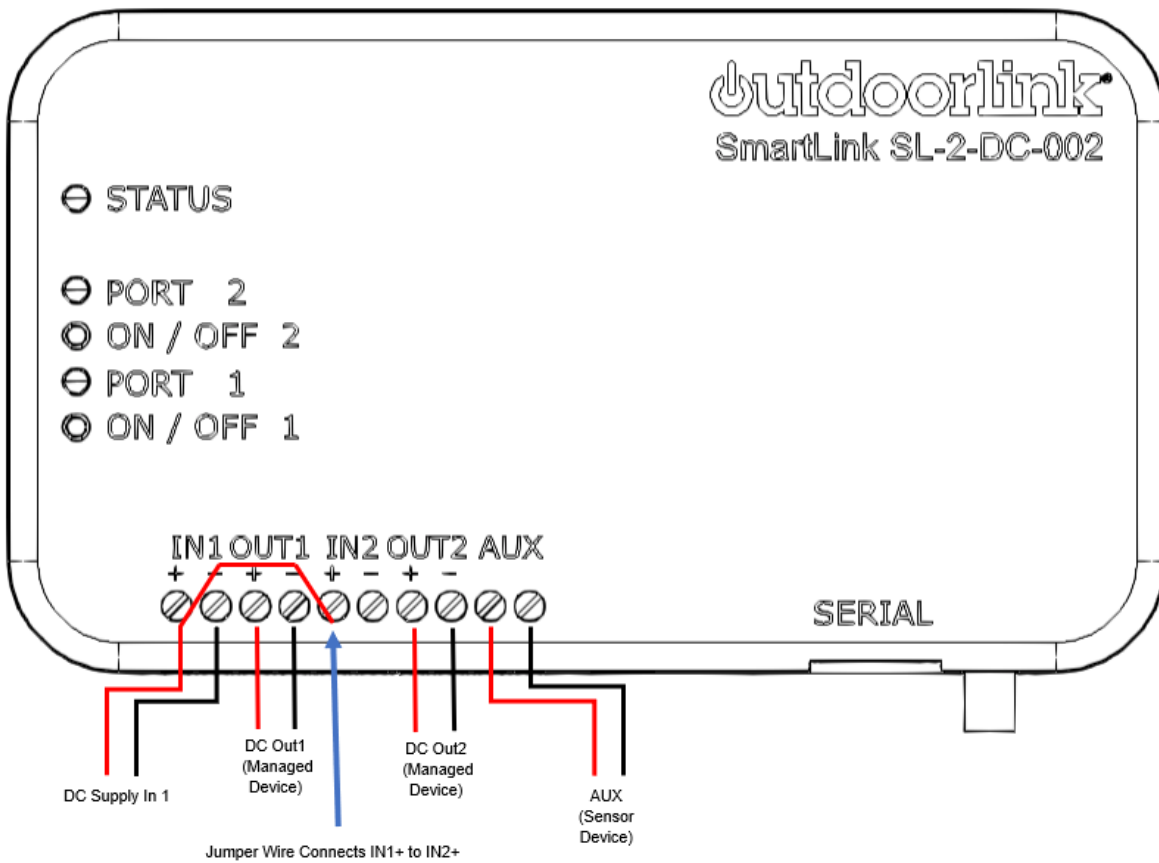 outdoorlink®
SmartLink SL-2-DC-002
STATUS
PORT 2
ON / OFF 2
PORT 1
ON / OFF 1
IN1 OUT1 IN2 OUT2 AUX
+ - + - + - + -
SERIAL
DC Supply In 1
DC Out1
(Managed
Device)
DC Out2
(Managed
Device)
AUX
(Sensor
Device)
Jumper Wire Connects IN1+ to IN2+